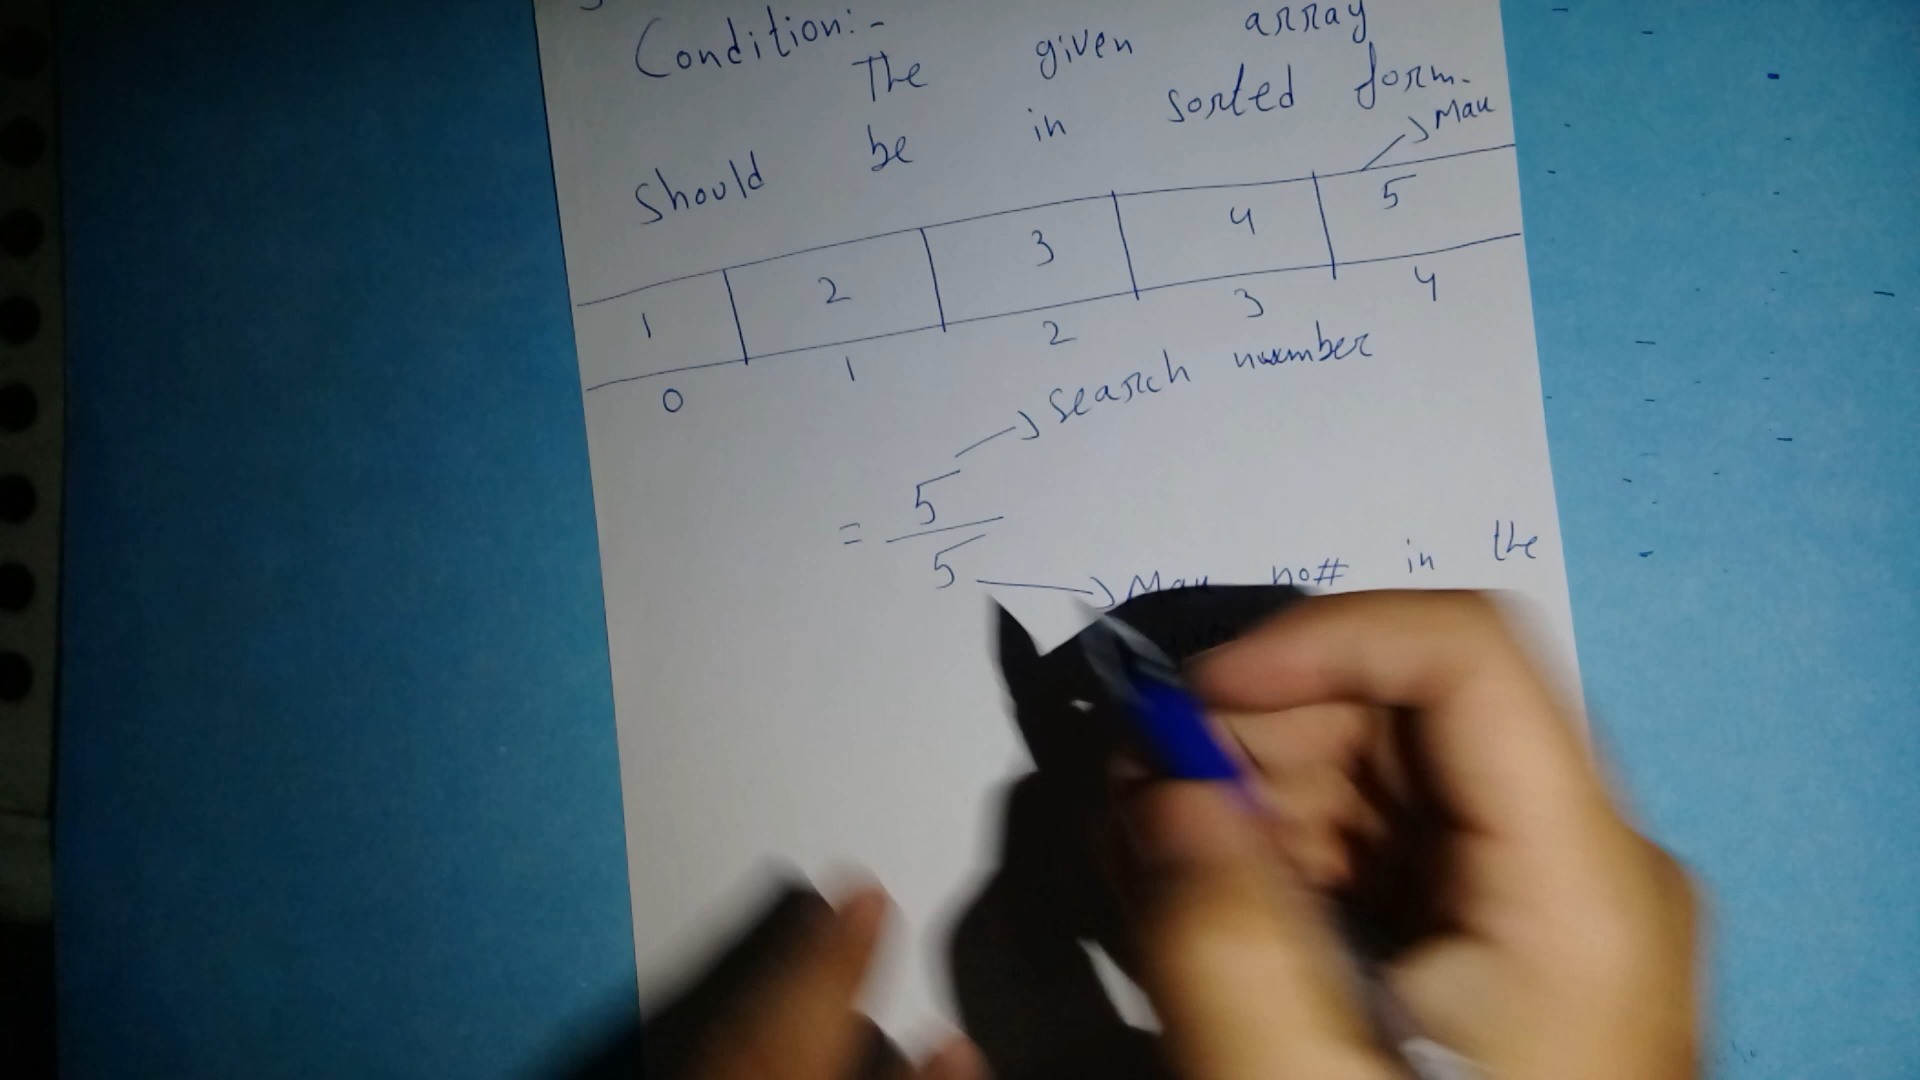 Condition:-
The given array
should be in sorted form.
Max
1 2 3 4 5
0 1 2 3 4
search number
= 5
5
Max no# in the